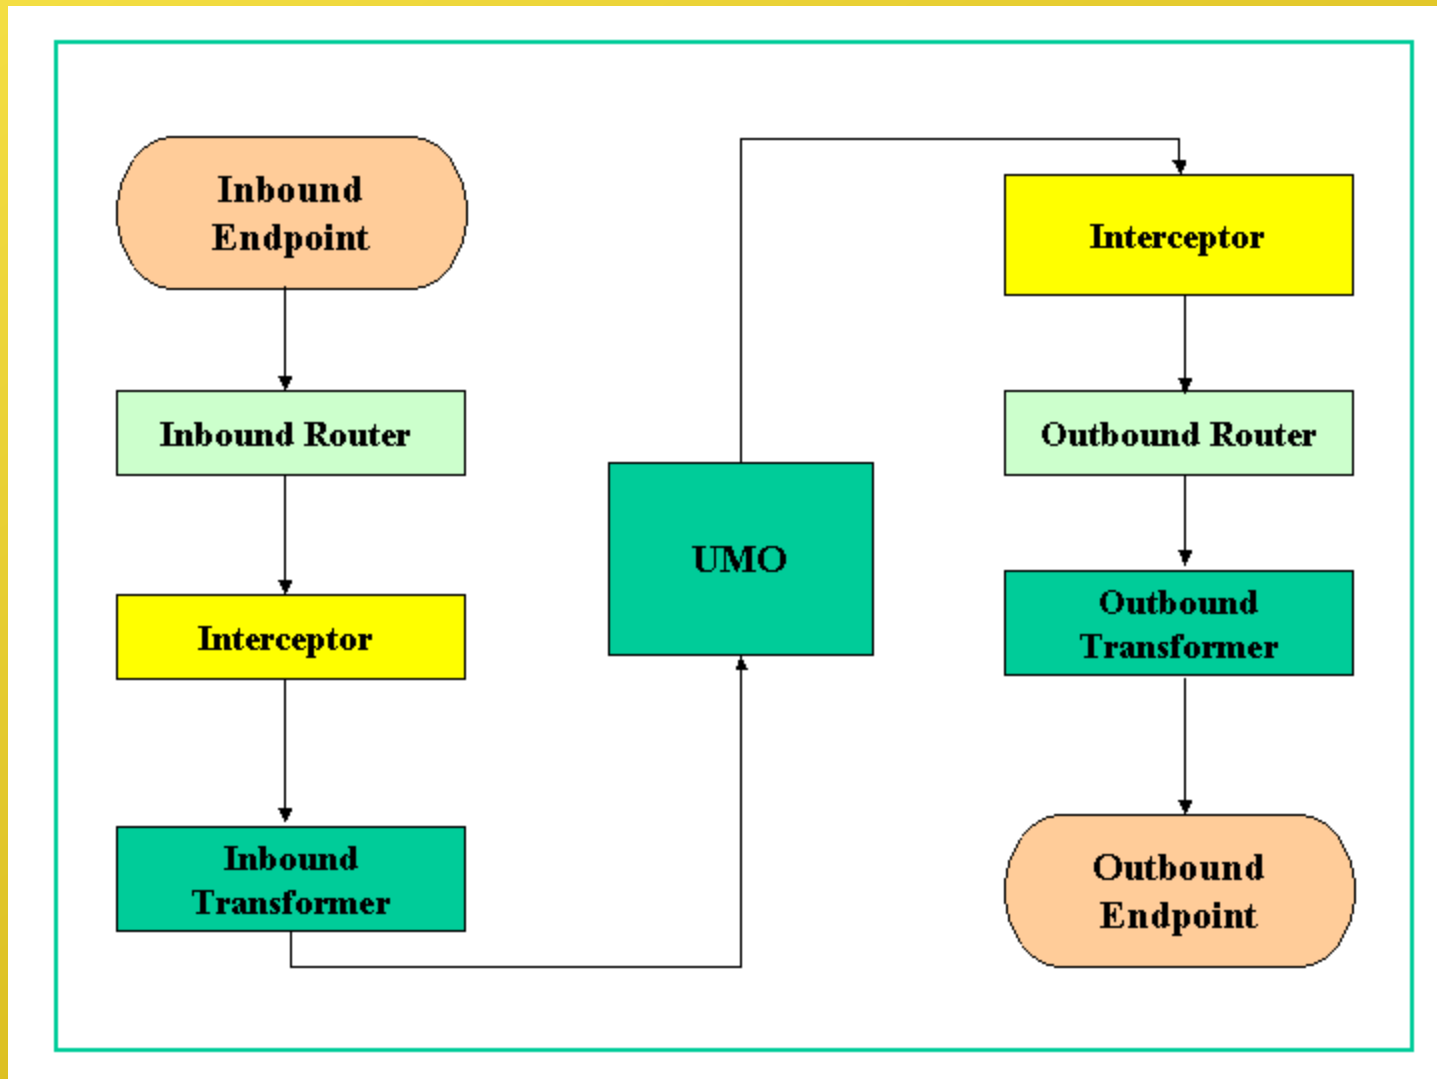 Inbound
Endpoint
Inbound Router
Interceptor
Inbound
Transformer
UMO
Interceptor
Outbound Router
Outbound
Transformer
Outbound
Endpoint